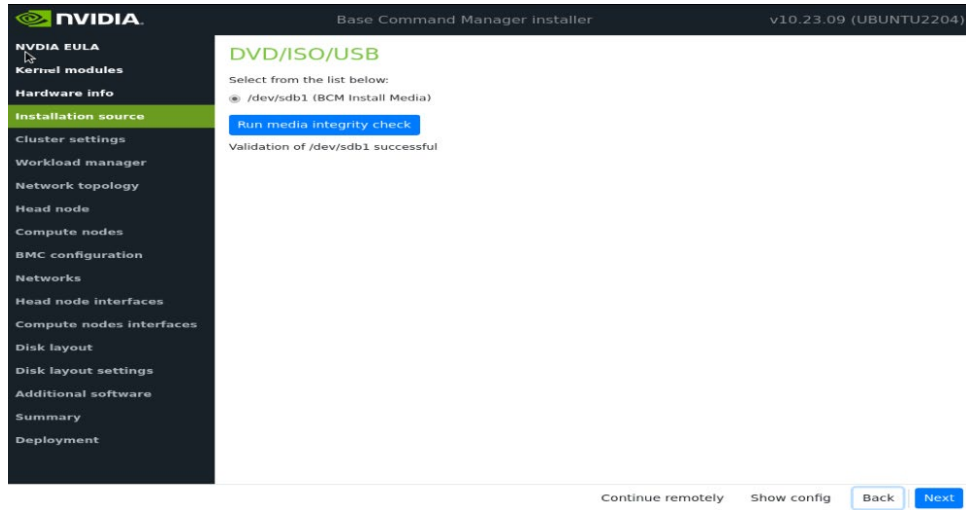 NVIDIA.
Base Command Manager installer
v10.23.09 (UBUNTU2204)
NVDIA EULA
Kernel modules
Hardware info
Installation source
Cluster settings
Workload manager
Network topology
Head node
Compute nodes
BMC configuration
Networks
Head node interfaces
Compute nodes interfaces
Disk layout
Disk layout settings
Additional software
Summary
Deployment
DVD/ISO/USB
Select from the list below:
/dev/sdb1 (BCM Install Media)
Run media integrity check
Validation of /dev/sdb1 successful
Continue remotely
Show config
Back
Next